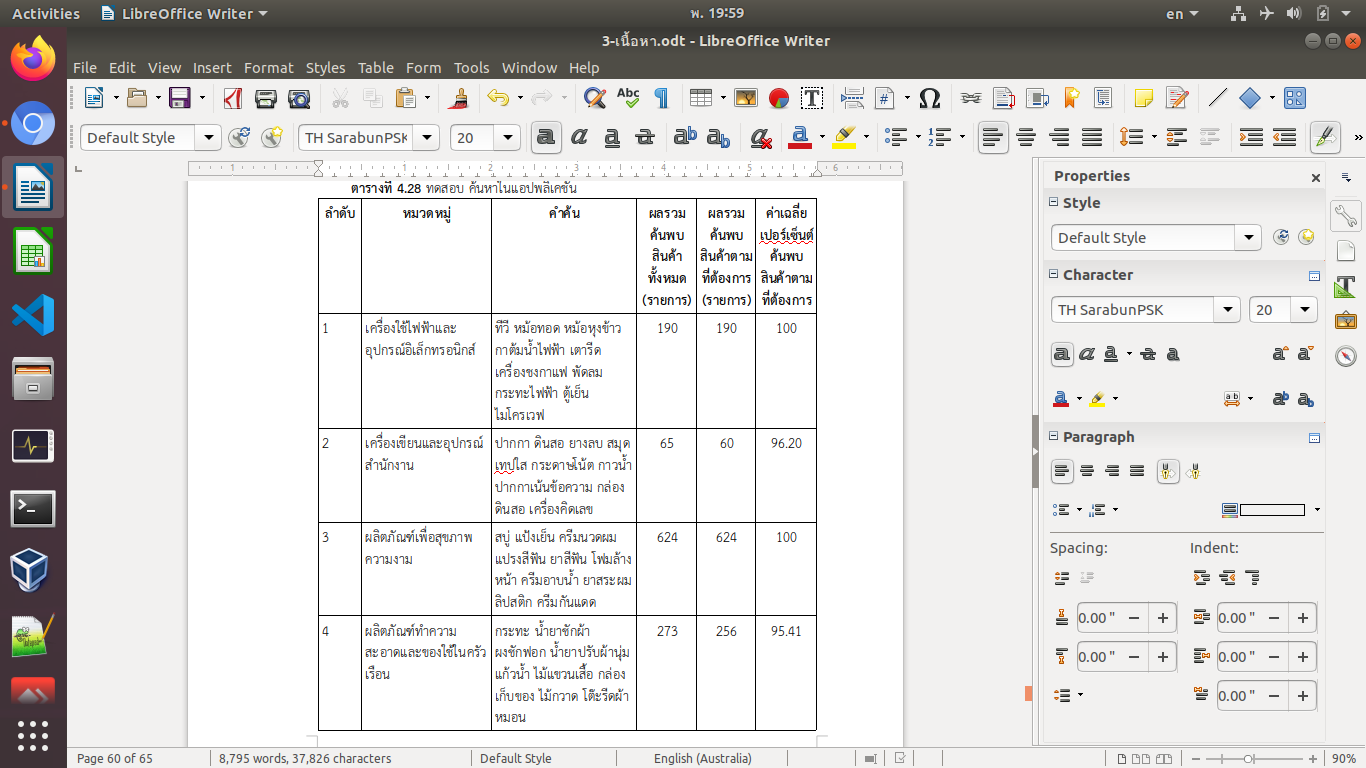 Activities
LibreOffice Writer
พ. 19:59
en
3-เนื้อหา.odt - LibreOffice Writer
File Edit View Insert Format Styles Table Form Tools Window Help
Default Style
TH SarabunPSK
20
Properties
Style
Default Style
Character
TH SarabunPSK
20
Paragraph
Spacing:
Indent:
0.00 "
0.00 "
0.00 "
0.00 "
0.00 "
ตารางที่ 4.28 ทดสอบ ค้นหาในแอปพลิเคชัน
ลำดับ
หมวดหมู่
คำค้น
ผลรวม
ค้นพบ
สินค้า
ทั้งหมด
(รายการ)
ผลรวม
ค้นพบ
สินค้าตาม
ที่ต้องการ
(รายการ)
ค่าเฉลี่ย
เปอร์เซ็นต์
ค้นพบ
สินค้าตาม
ที่ต้องการ
1
เครื่องใช้ไฟฟ้าและ
อุปกรณ์อิเล็กทรอนิกส์
ทีวี หม้อทอด หม้อหุงข้าว
กาต้มน้ำไฟฟ้า เตารีด
เครื่องชงกาแฟ พัดลม
กระทะไฟฟ้า ตู้เย็น
ไมโครเวฟ
190
190
100
2
เครื่องเขียนและอุปกรณ์
สำนักงาน
ปากกา ดินสอ ยางลบ สมุด
เทปใส กระดาษโน้ต กาวน้ำ
ปากกาเน้นข้อความ กล่อง
ดินสอ เครื่องคิดเลข
65
60
96.20
3
ผลิตภัณฑ์เพื่อสุขภาพ
ความงาม
สบู่ แป้งเย็น ครีมนวดผม
แปรงสีฟัน ยาสีฟัน โฟมล้าง
หน้า ครีมอาบน้ำ ยาสระผม
ลิปสติก ครีมกันแดด
624
624
100
4
ผลิตภัณฑ์ทำความ
สะอาดและของใช้ในครัว
เรือน
กระทะ น้ำยาซักผ้า
ผงซักฟอก น้ำยาปรับผ้านุ่ม
แก้วน้ำ ไม้แขวนเสื้อ กล่อง
เก็บของ ไม้กวาด โต๊ะรีดผ้า
หมอน
273
256
95.41
Page 60 of 65
8,795 words, 37,826 characters
Default Style
English (Australia)
90%